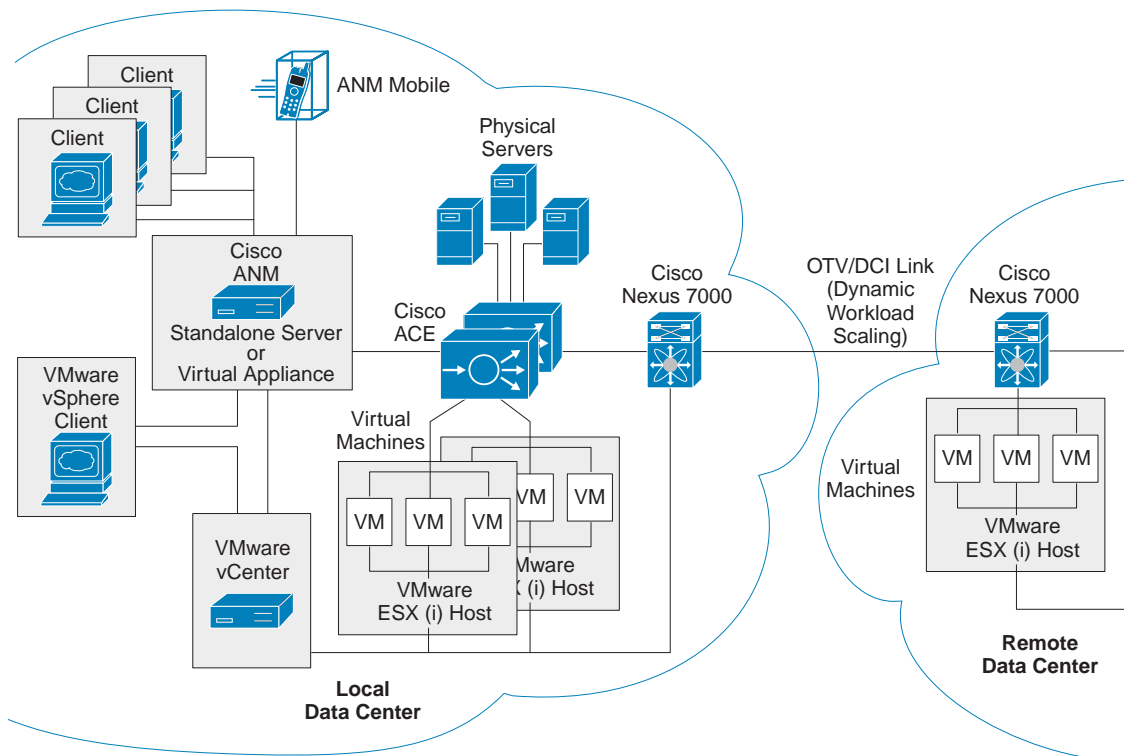 Client
Client
Client
ANM Mobile
Physical
Servers
Cisco
ANM
Standalone Server
or
Virtual Appliance
Cisco
ACE
Cisco
Nexus 7000
OTV/DCI Link
(Dynamic
Workload
Scaling)
Cisco
Nexus 7000
VMware
vSphere
Client
Virtual
Machines
VM
VM
VM
VMware
ESX (i) Host
VM
VM
Mware
X (i) Host
VMware
vCenter
Virtual
Machines
VM
VM
VM
VMware
ESX (i) Host
Local
Data Center
Remote
Data Center